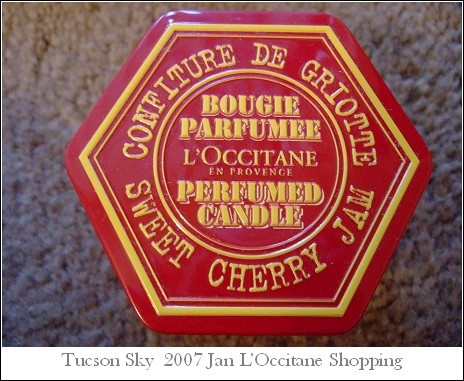 CONFITURE DE GRIOTTE
BOUGIE
PARFUMEE
L'OCCITANE
EN PROVENCE
PERFUMED
CANDLE
SWEET CHERRY JAM
Tucson Sky 2007 Jan L'Occitane Shopping